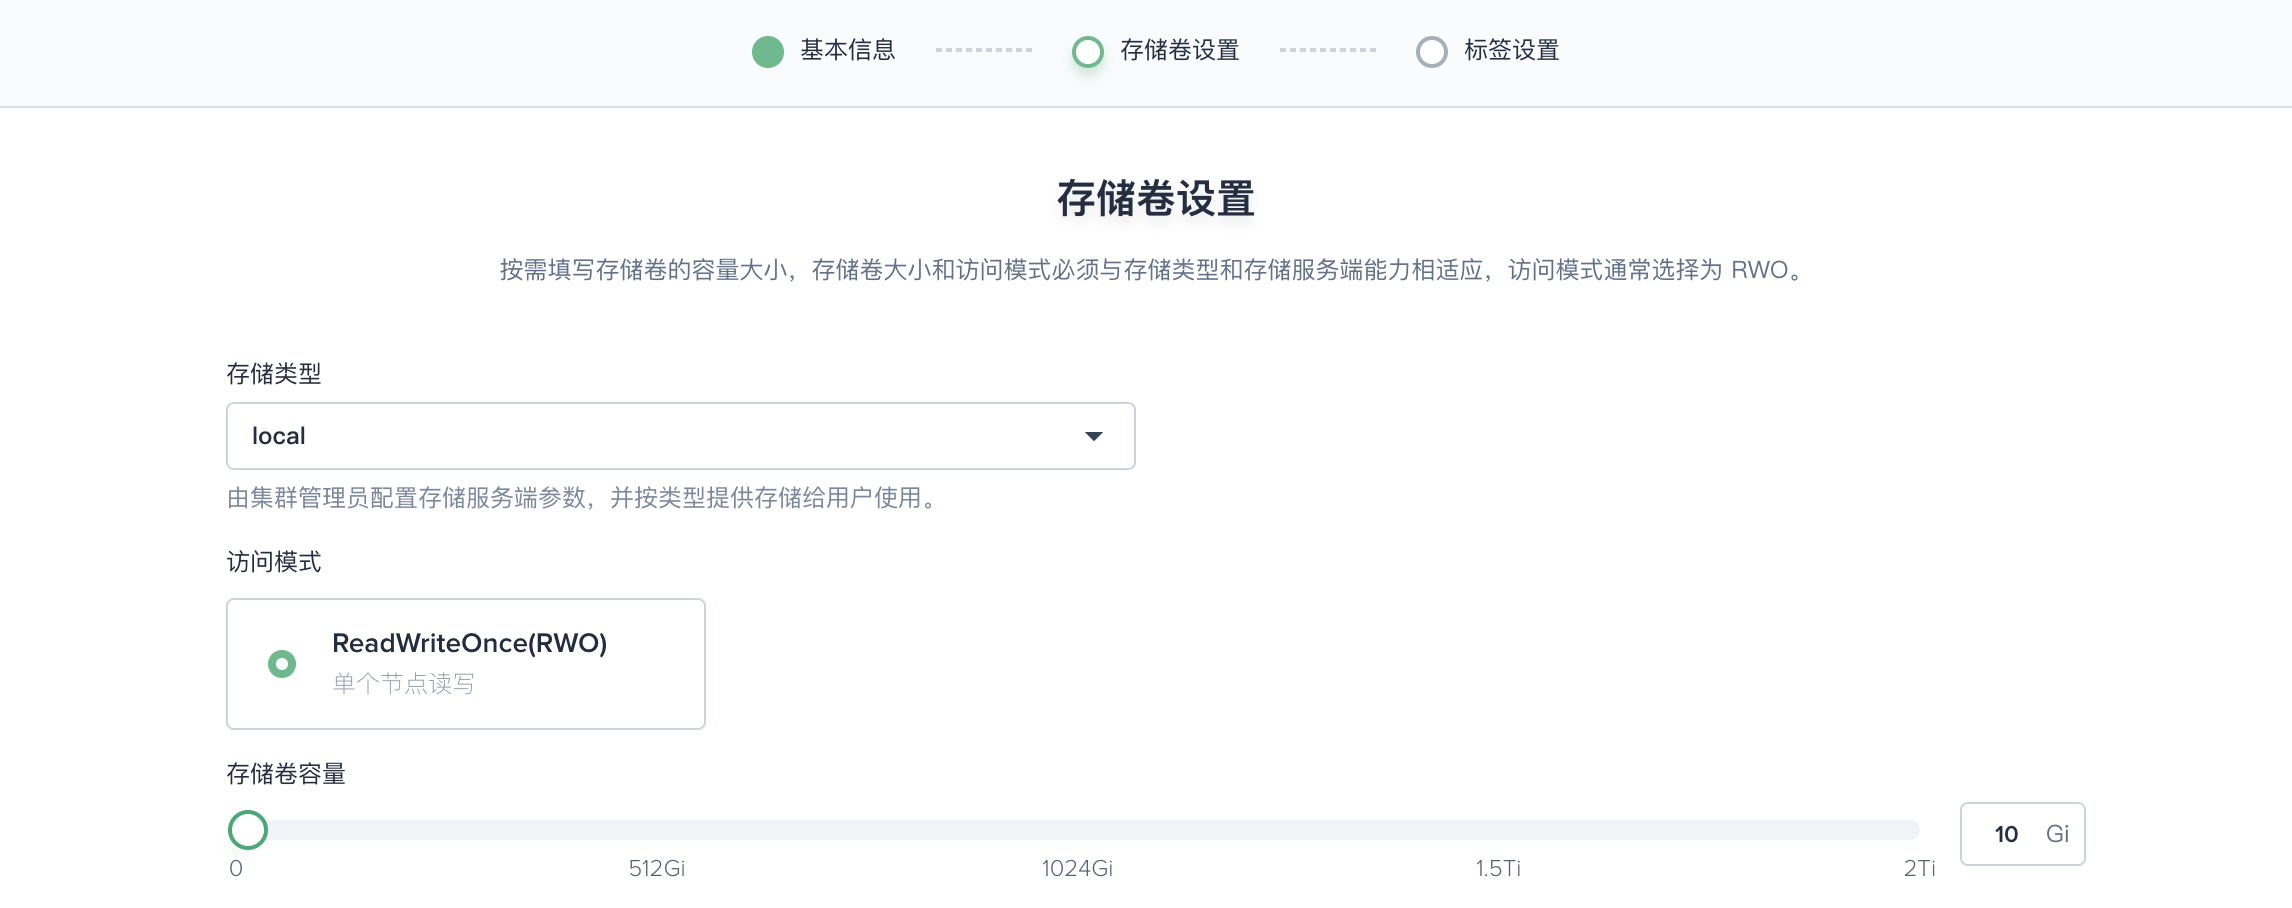 基本信息
存储卷设置
标签设置
存储卷设置
按需填写存储卷的容量大小，存储卷大小和访问模式必须与存储类型和存储服务端能力相适应，访问模式通常选择为 RWO。
存储类型
local
由集群管理员配置存储服务端参数，并按类型提供存储给用户使用。
访问模式
ReadWriteOnce(RWO)
单个节点读写
存储卷容量
10 Gi
0 512Gi 1024Gi 1.5Ti 2Ti